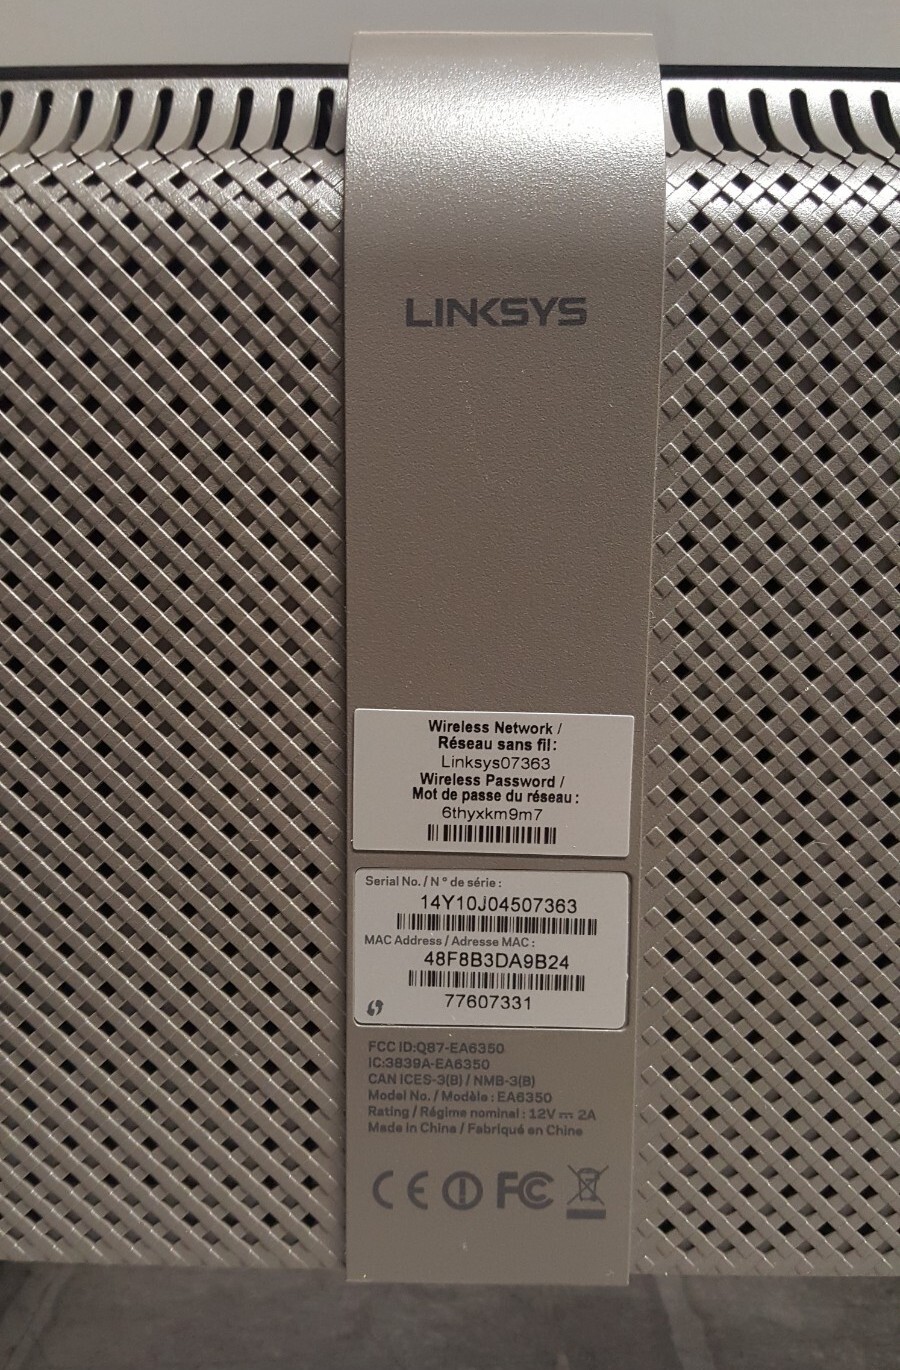 LINKSYS
Wireless Network /
Réseau sans fil:
Linksys07363
Wireless Password /
Mot de passe du réseau :
6thyxkm9m7
Serial No. / N° de série :
14Y10J04507363
MAC Address / Adresse MAC :
48F8B3DA9B24
77607331
FCC ID:Q87-EA6350
IC:3839A-EA6350
CAN ICES-3(B) / NMB-3(B)
Model No. / Modèle : EA6350
Rating / Régime nominal : 12V ⎓ 2A
Made in China / Fabriqué en Chine
CE FC